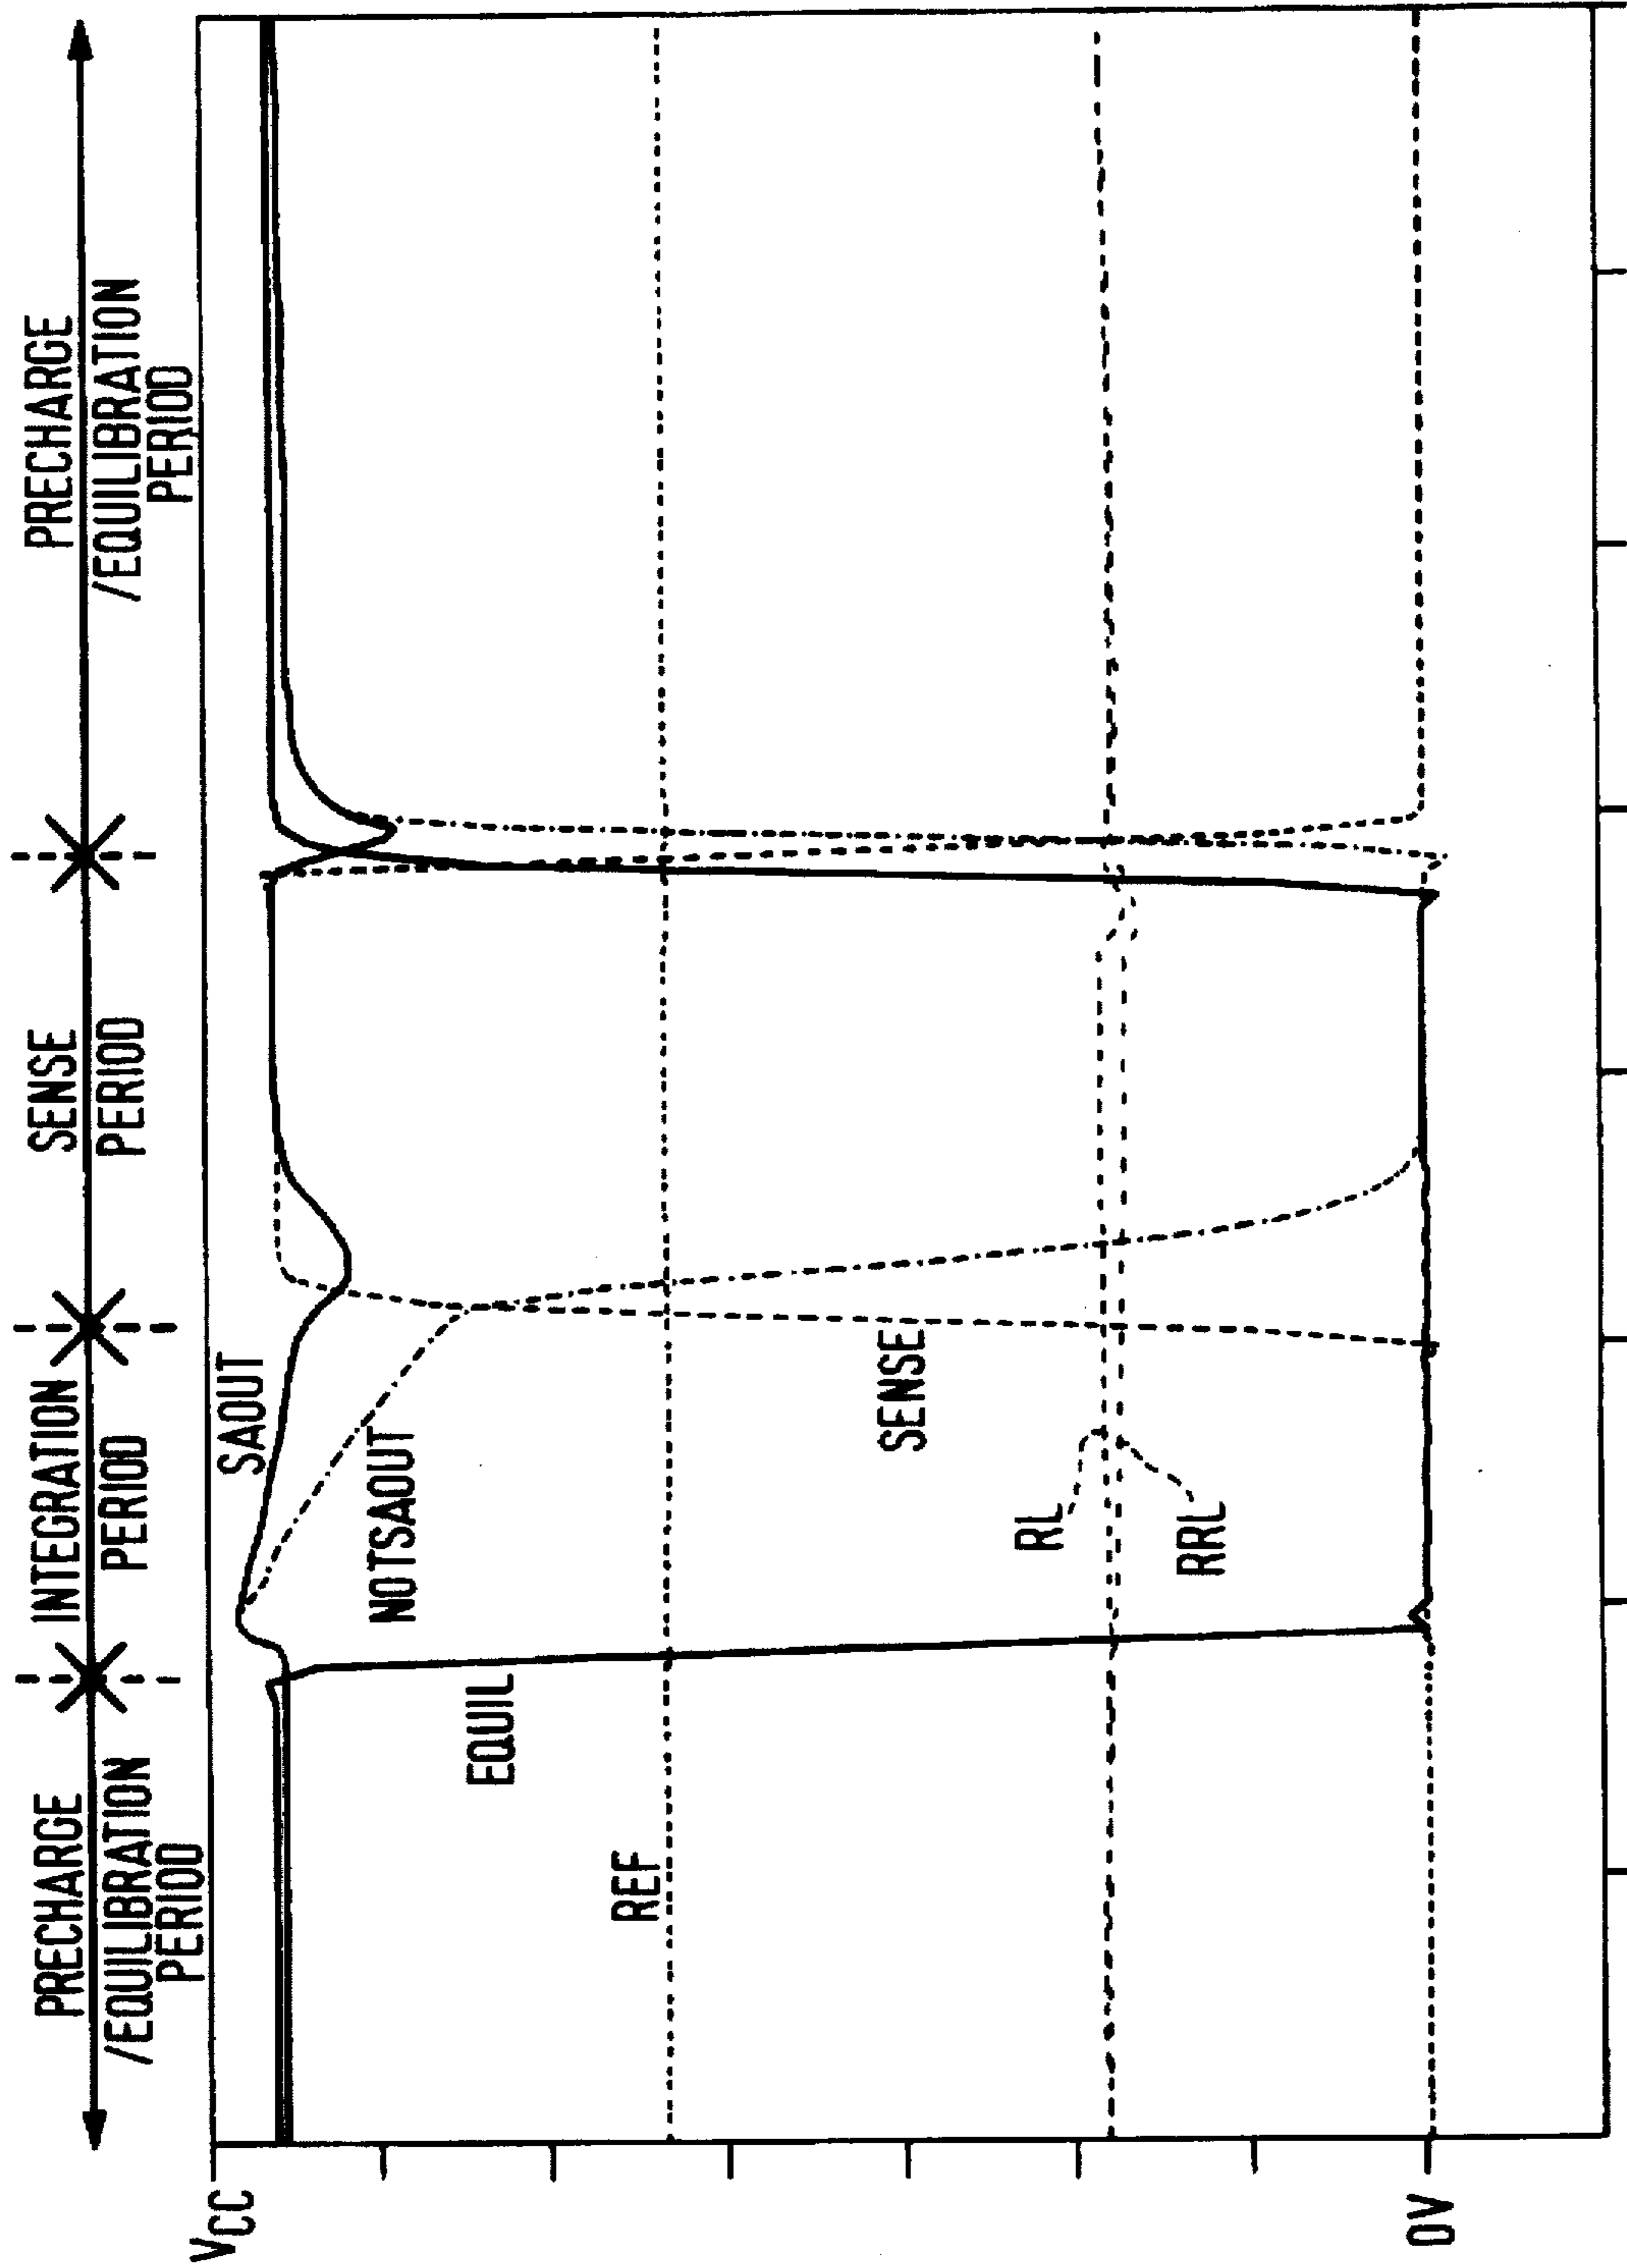 PRECHARGE
/EQUILIBRATION
PERIOD
INTEGRATION
PERIOD
SENSE
PERIOD
PRECHARGE
/EQUILIBRATION
PERIOD
VCC
SAOUT
NOTSAOUT
EQUIL
REF
SENSE
RL
RRL
0V